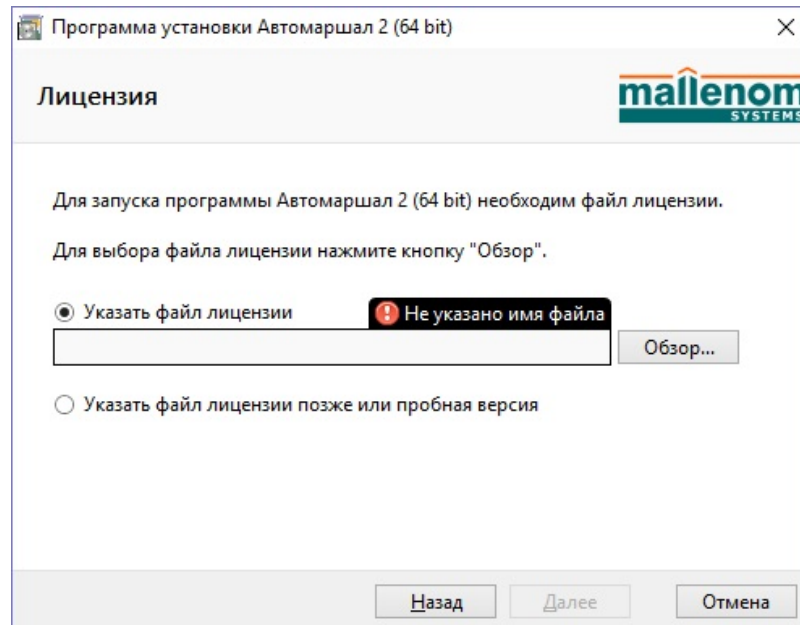 Программа установки Автомаршал 2 (64 bit)
Лицензия
mallenom
SYSTEMS
Для запуска программы Автомаршал 2 (64 bit) необходим файл лицензии.
Для выбора файла лицензии нажмите кнопку "Обзор".
Указать файл лицензии
Не указано имя файла
Обзор...
Указать файл лицензии позже или пробная версия
Назад
Далее
Отмена